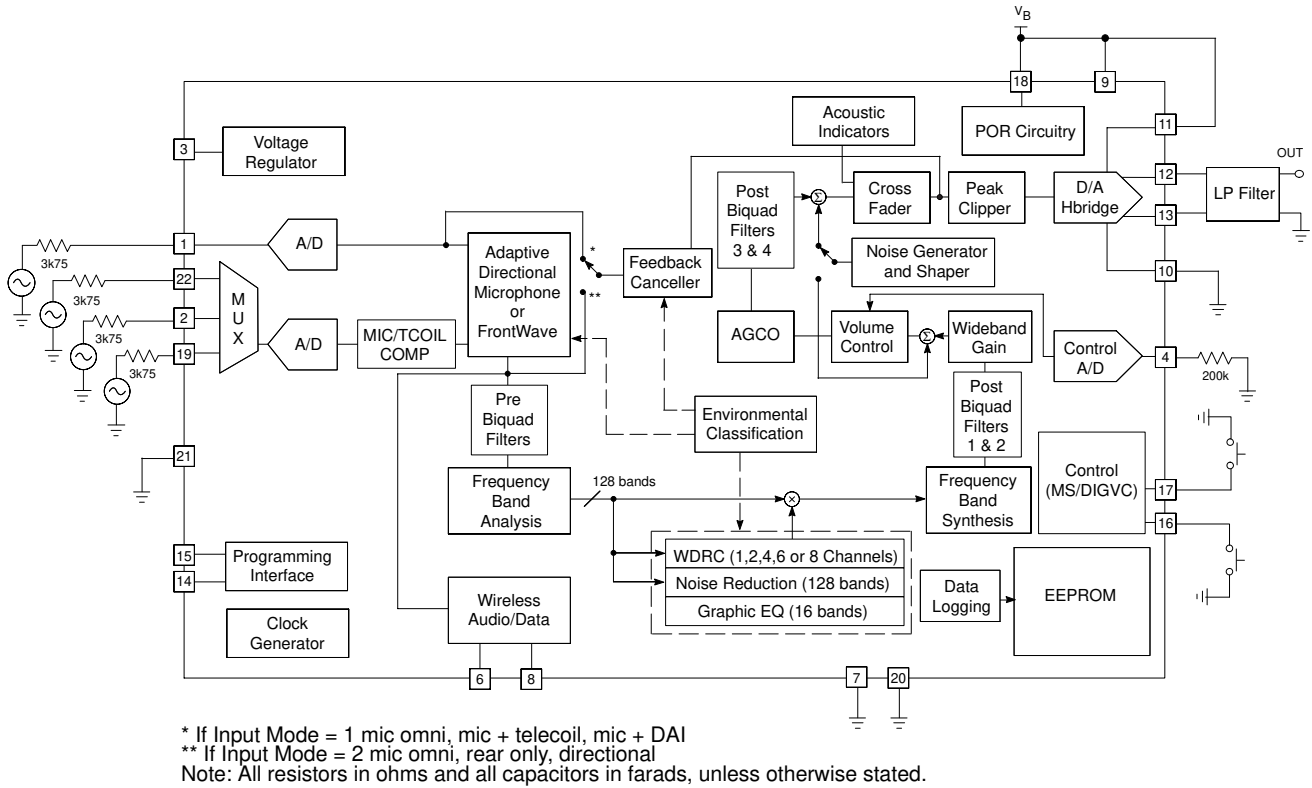 VB
18
9
11
Acoustic
Indicators
POR Circuitry
3
Voltage
Regulator
OUT
12
LP Filter
13
D/A
Hbridge
Peak
Clipper
Cross
Fader
Σ
Post
Biquad
Filters
3 & 4
1
A/D
3k75
Adaptive
Directional
Microphone
or
FrontWave
*
**
Feedback
Canceller
Noise Generator
and Shaper
10
22
3k75
MUX
2
3k75
19
3k75
A/D
MIC/TCOIL
COMP
AGCO
Volume
Control
Σ
Wideband
Gain
Control
A/D
4
200k
Pre
Biquad
Filters
Environmental
Classification
Post
Biquad
Filters
1 & 2
21
Frequency
Band
Analysis
128 bands
×
Frequency
Band
Synthesis
Control
(MS/DIGVC)
17
16
15
14
Programming
Interface
WDRC (1,2,4,6 or 8 Channels)
Noise Reduction (128 bands)
Graphic EQ (16 bands)
Data
Logging
EEPROM
Clock
Generator
Wireless
Audio/Data
6
8
7
20
* If Input Mode = 1 mic omni, mic + telecoil, mic + DAI
** If Input Mode = 2 mic omni, rear only, directional
Note: All resistors in ohms and all capacitors in farads, unless otherwise stated.